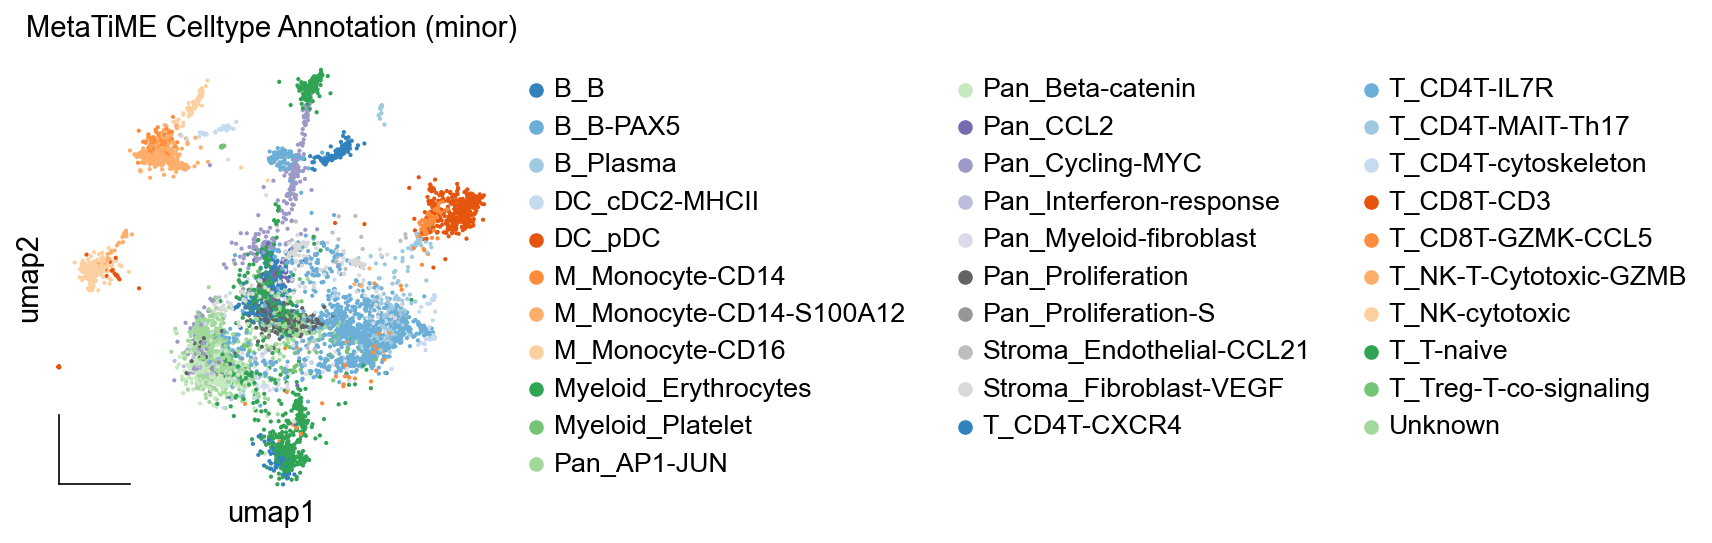 MetaTiME Celltype Annotation (minor)
B_B
B_B-PAX5
B_Plasma
DC_cDC2-MHCII
DC_pDC
M_Monocyte-CD14
M_Monocyte-CD14-S100A12
M_Monocyte-CD16
Myeloid_Erythrocytes
Myeloid_Platelet
Pan_AP1-JUN
Pan_Beta-catenin
Pan_CCL2
Pan_Cycling-MYC
Pan_Interferon-response
Pan_Myeloid-fibroblast
Pan_Proliferation
Pan_Proliferation-S
Stroma_Endothelial-CCL21
Stroma_Fibroblast-VEGF
T_CD4T-CXCR4
T_CD4T-IL7R
T_CD4T-MAIT-Th17
T_CD4T-cytoskeleton
T_CD8T-CD3
T_CD8T-GZMK-CCL5
T_NK-T-Cytotoxic-GZMB
T_NK-cytotoxic
T_T-naive
T_Treg-T-co-signaling
Unknown
umap2
umap1